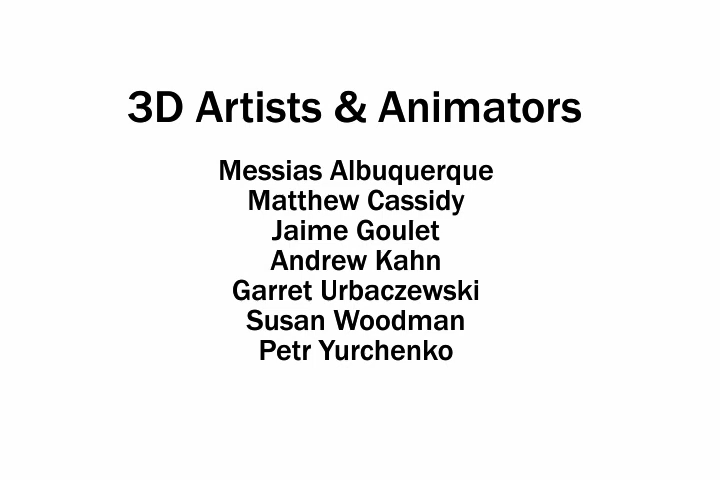 3D Artists & Animators
Messias Albuquerque
Matthew Cassidy
Jaime Goulet
Andrew Kahn
Garret Urbaczewski
Susan Woodman
Petr Yurchenko